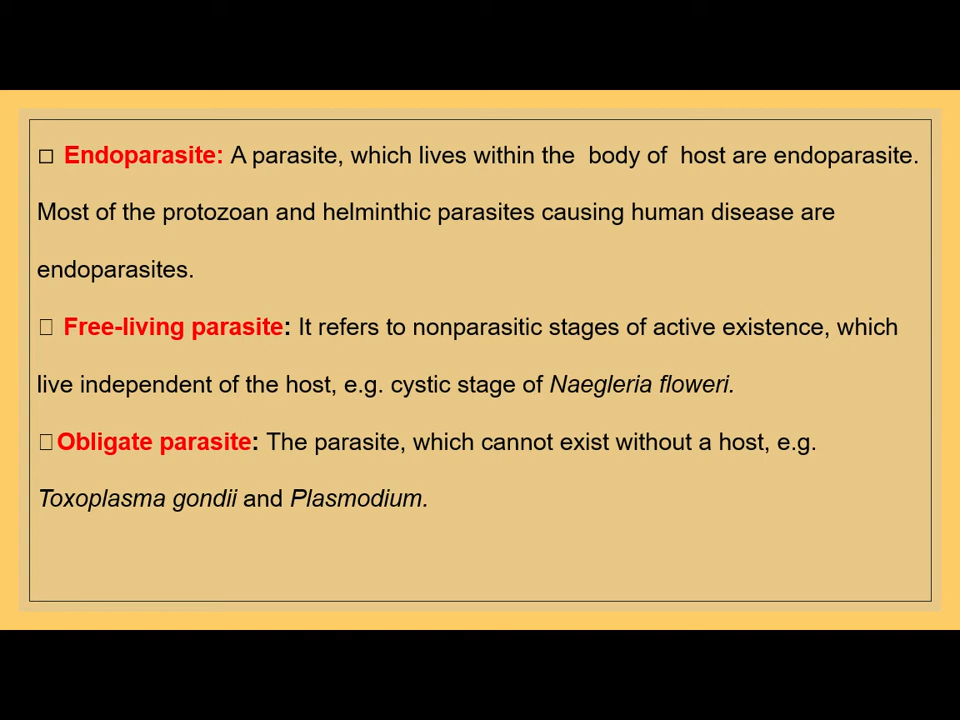 □ Endoparasite: A parasite, which lives within the body of host are endoparasite.
Most of the protozoan and helminthic parasites causing human disease are
endoparasites.
□ Free-living parasite: It refers to nonparasitic stages of active existence, which
live independent of the host, e.g. cystic stage of Naegleria floweri.
□Obligate parasite: The parasite, which cannot exist without a host, e.g.
Toxoplasma gondii and Plasmodium.